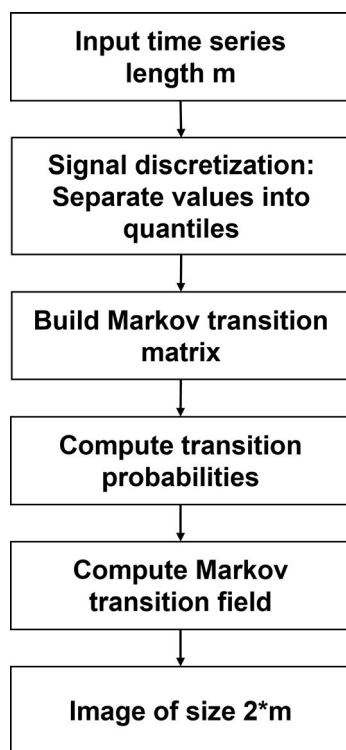 Input time series
length m
Signal discretization:
Separate values into
quantiles
Build Markov transition
matrix
Compute transition
probabilities
Compute Markov
transition field
Image of size 2*m